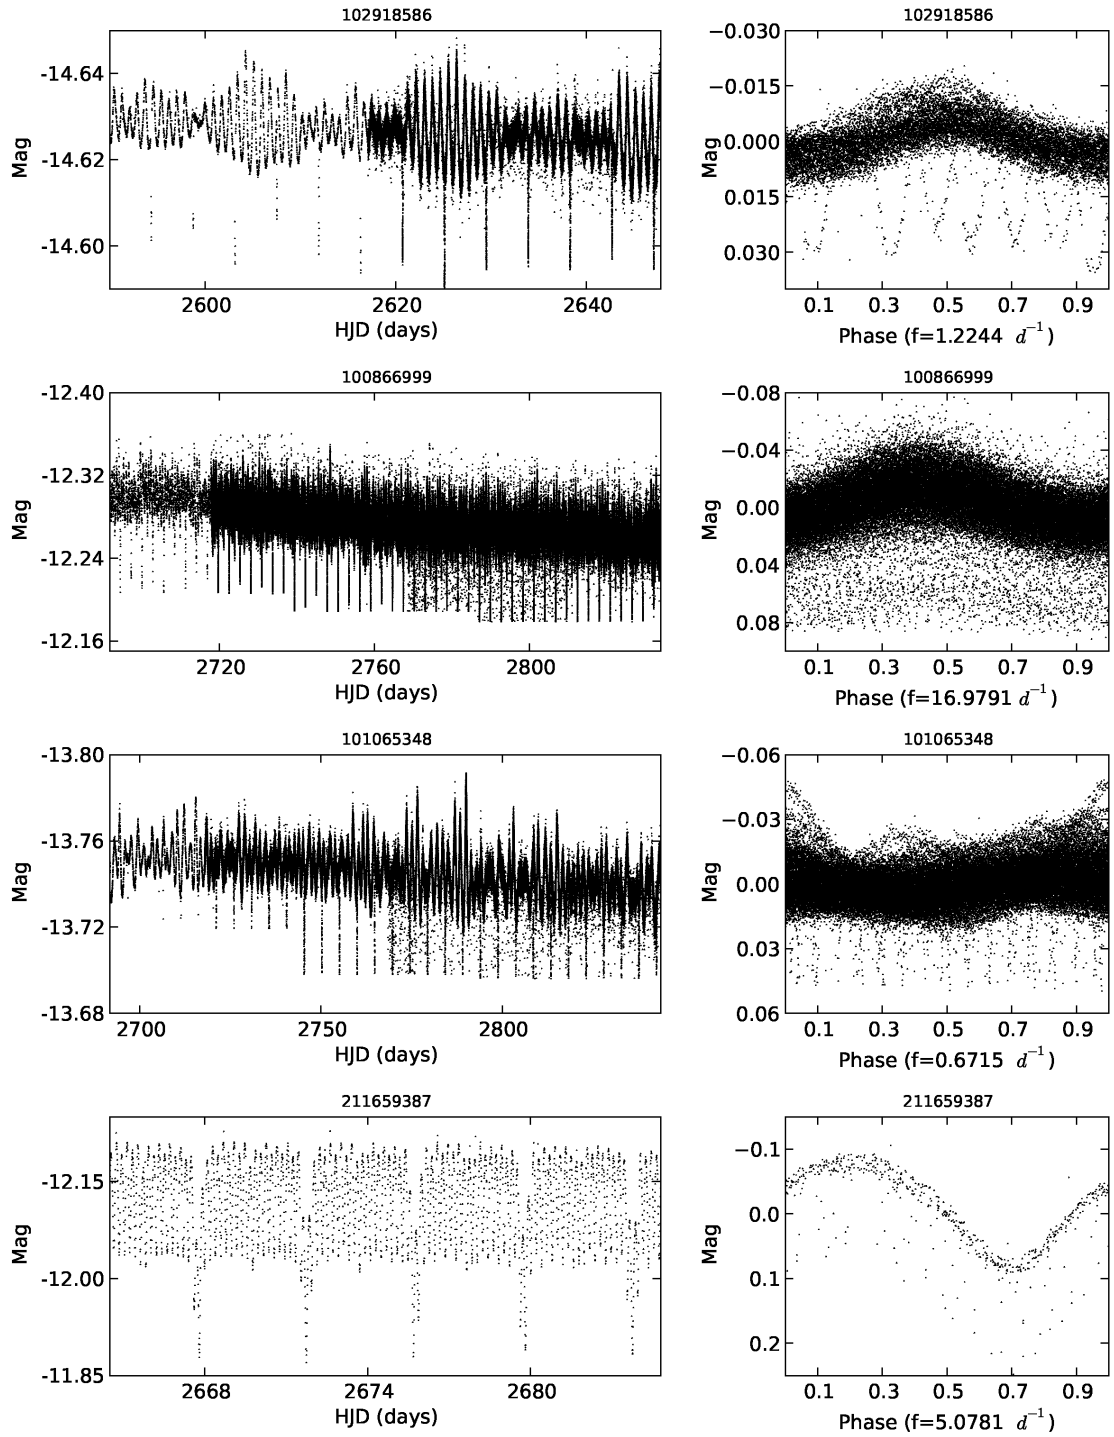 102918586
-14.64
-14.62
-14.60
Mag
2600 2620 2640
HJD (days)
102918586
−0.030
−0.015
0.000
0.015
0.030
Mag
0.1 0.3 0.5 0.7 0.9
Phase (f=1.2244 d⁻¹)
100866999
-12.40
-12.32
-12.24
-12.16
Mag
2720 2760 2800
HJD (days)
100866999
−0.08
−0.04
0.00
0.04
0.08
Mag
0.1 0.3 0.5 0.7 0.9
Phase (f=16.9791 d⁻¹)
101065348
-13.80
-13.76
-13.72
-13.68
Mag
2700 2750 2800
HJD (days)
101065348
−0.06
−0.03
0.00
0.03
0.06
Mag
0.1 0.3 0.5 0.7 0.9
Phase (f=0.6715 d⁻¹)
211659387
-12.15
-12.00
-11.85
Mag
2668 2674 2680
HJD (days)
211659387
−0.1
0.0
0.1
0.2
Mag
0.1 0.3 0.5 0.7 0.9
Phase (f=5.0781 d⁻¹)